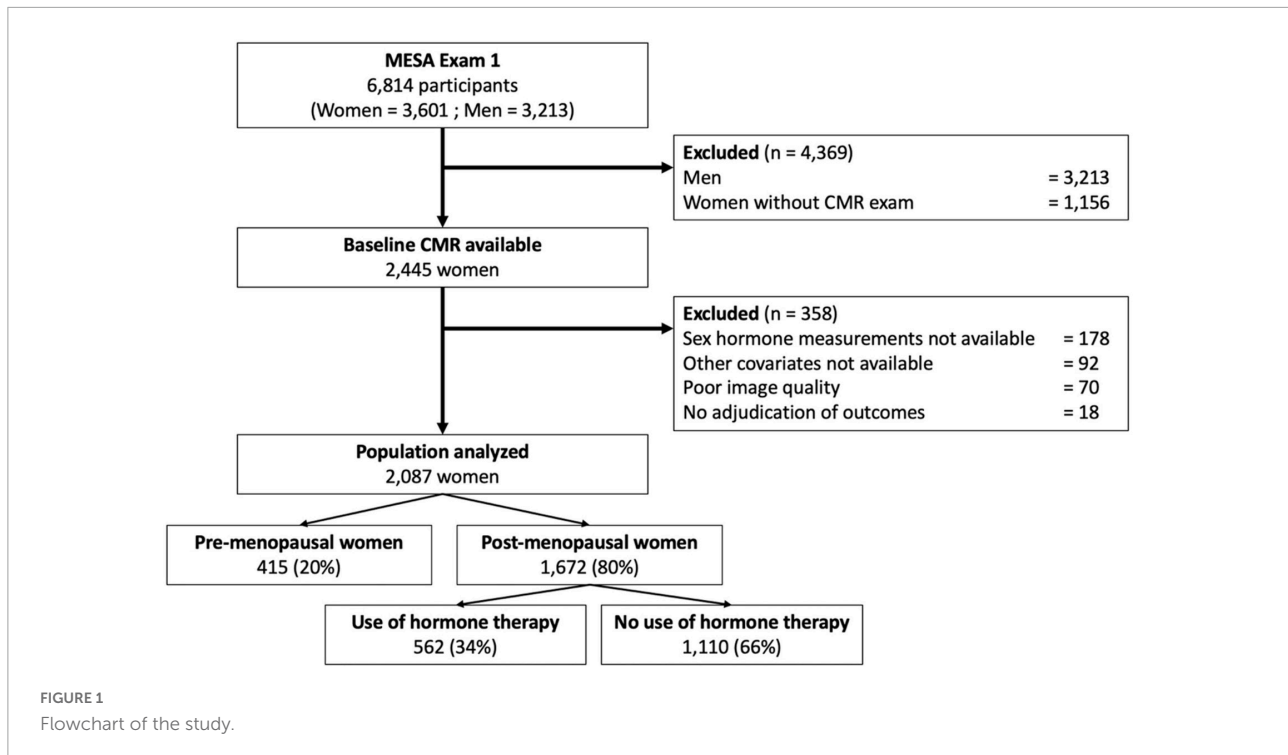 MESA Exam 1
6,814 participants
(Women = 3,601 ; Men = 3,213)
Excluded (n = 4,369)
Men = 3,213
Women without CMR exam = 1,156
Baseline CMR available
2,445 women
Excluded (n = 358)
Sex hormone measurements not available = 178
Other covariates not available = 92
Poor image quality = 70
No adjudication of outcomes = 18
Population analyzed
2,087 women
Pre-menopausal women
415 (20%)
Post-menopausal women
1,672 (80%)
Use of hormone therapy
562 (34%)
No use of hormone therapy
1,110 (66%)
FIGURE 1
Flowchart of the study.